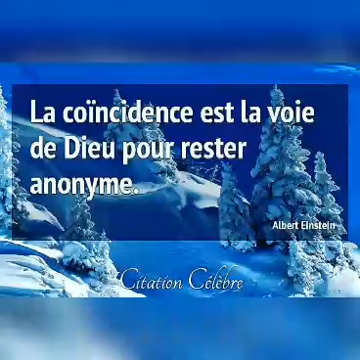 La coïncidence est la voie
de Dieu pour rester
anonyme.
Albert Einstein
Citation Célèbre